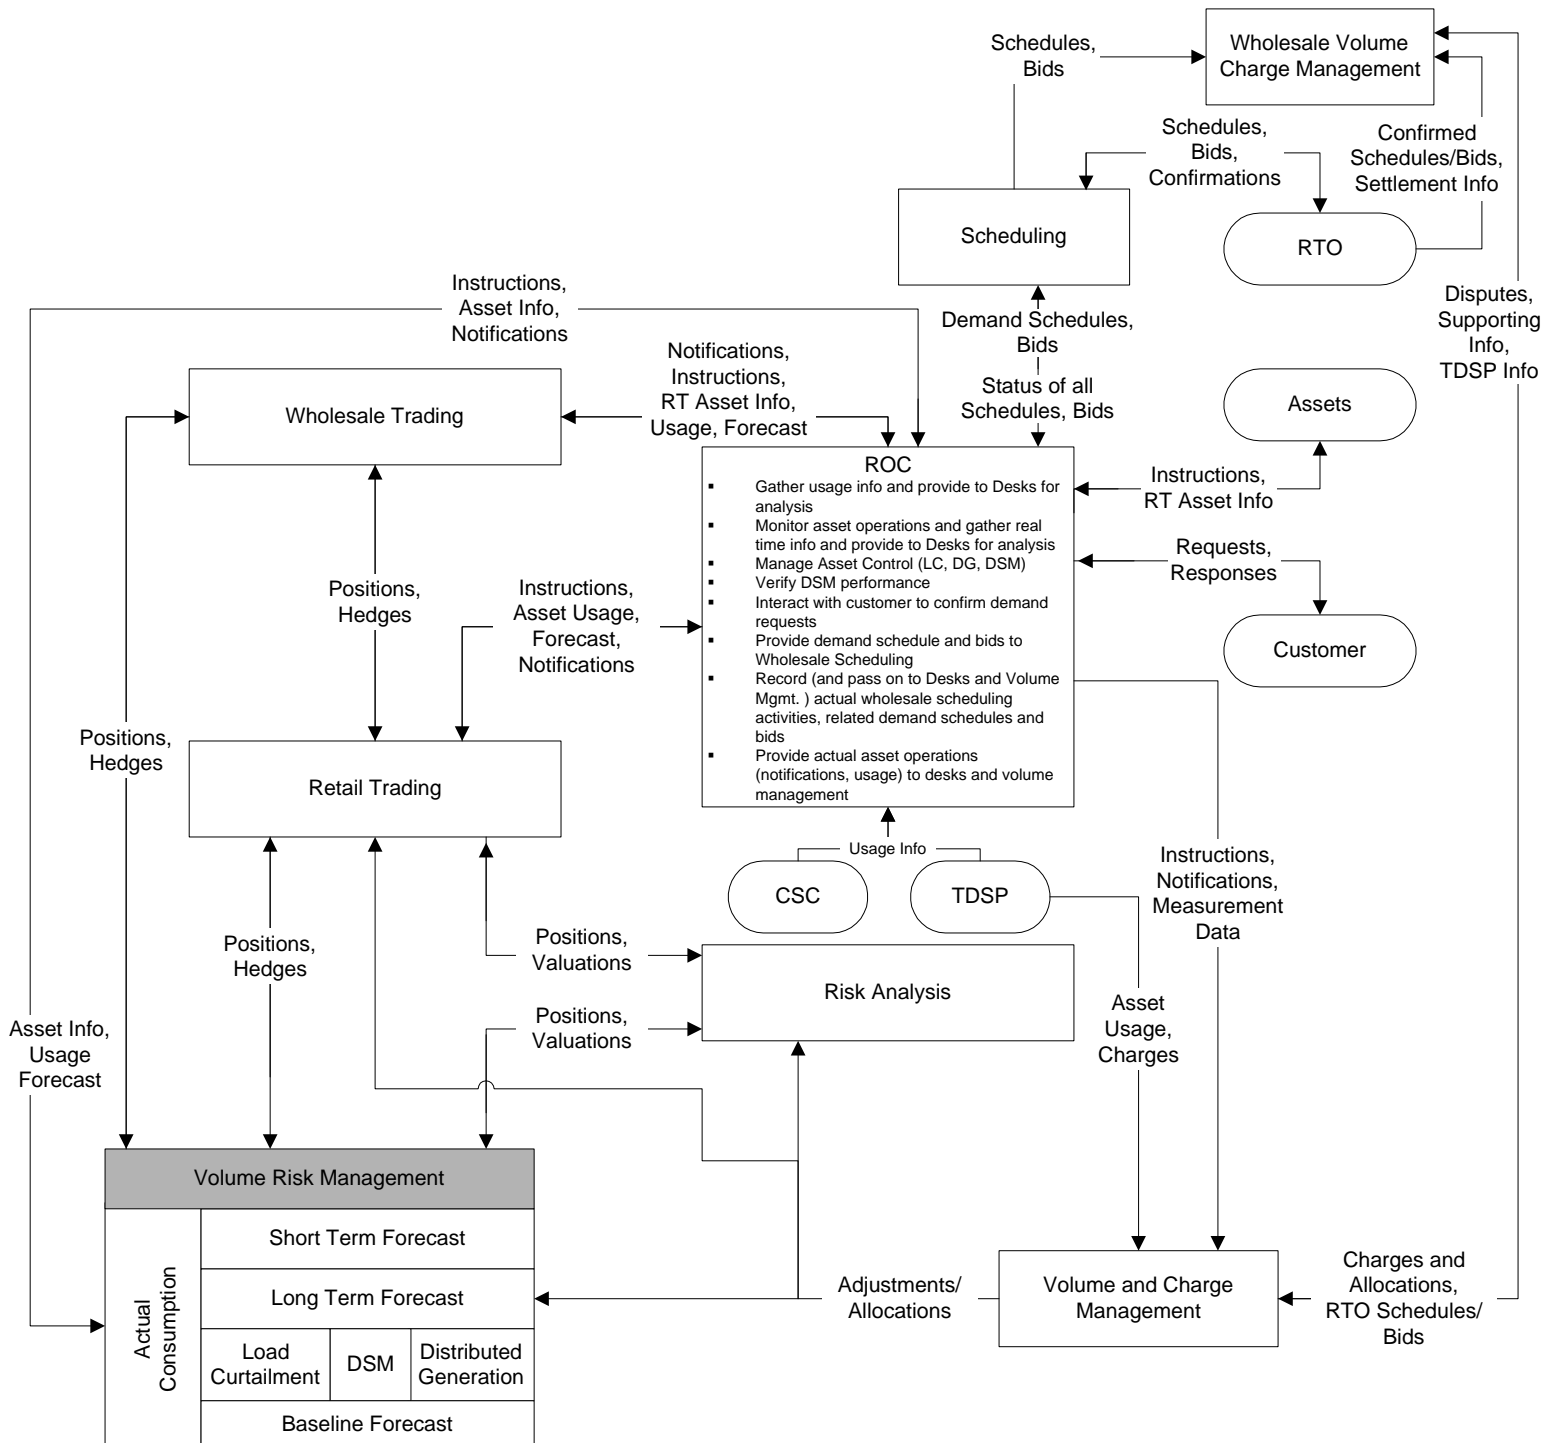 Schedules,
Bids
Wholesale Volume
Charge Management
Schedules,
Bids,
Confirmations
Confirmed
Schedules/Bids,
Settlement Info
Scheduling
RTO
Instructions,
Asset Info,
Notifications
Demand Schedules,
Bids
Disputes,
Supporting
Info,
TDSP Info
Notifications,
Instructions,
RT Asset Info,
Usage, Forecast
Status of all
Schedules, Bids
Wholesale Trading
Assets
ROC
▪ Gather usage info and provide to Desks for
analysis
▪ Monitor asset operations and gather real
time info and provide to Desks for analysis
▪ Manage Asset Control (LC, DG, DSM)
▪ Verify DSM performance
▪ Interact with customer to confirm demand
requests
▪ Provide demand schedule and bids to
Wholesale Scheduling
▪ Record (and pass on to Desks and Volume
Mgmt. ) actual wholesale scheduling
activities, related demand schedules and
bids
▪ Provide actual asset operations
(notifications, usage) to desks and volume
management
Instructions,
RT Asset Info
Requests,
Responses
Customer
Positions,
Hedges
Instructions,
Asset Usage,
Forecast,
Notifications
Positions,
Hedges
Retail Trading
Usage Info
CSC
TDSP
Instructions,
Notifications,
Measurement
Data
Positions,
Hedges
Positions,
Valuations
Risk Analysis
Positions,
Valuations
Asset
Usage,
Charges
Asset Info,
Usage
Forecast
Volume Risk Management
Actual
Consumption
Short Term Forecast
Long Term Forecast
Load
Curtailment
DSM
Distributed
Generation
Baseline Forecast
Adjustments/
Allocations
Volume and Charge
Management
Charges and
Allocations,
RTO Schedules/
Bids